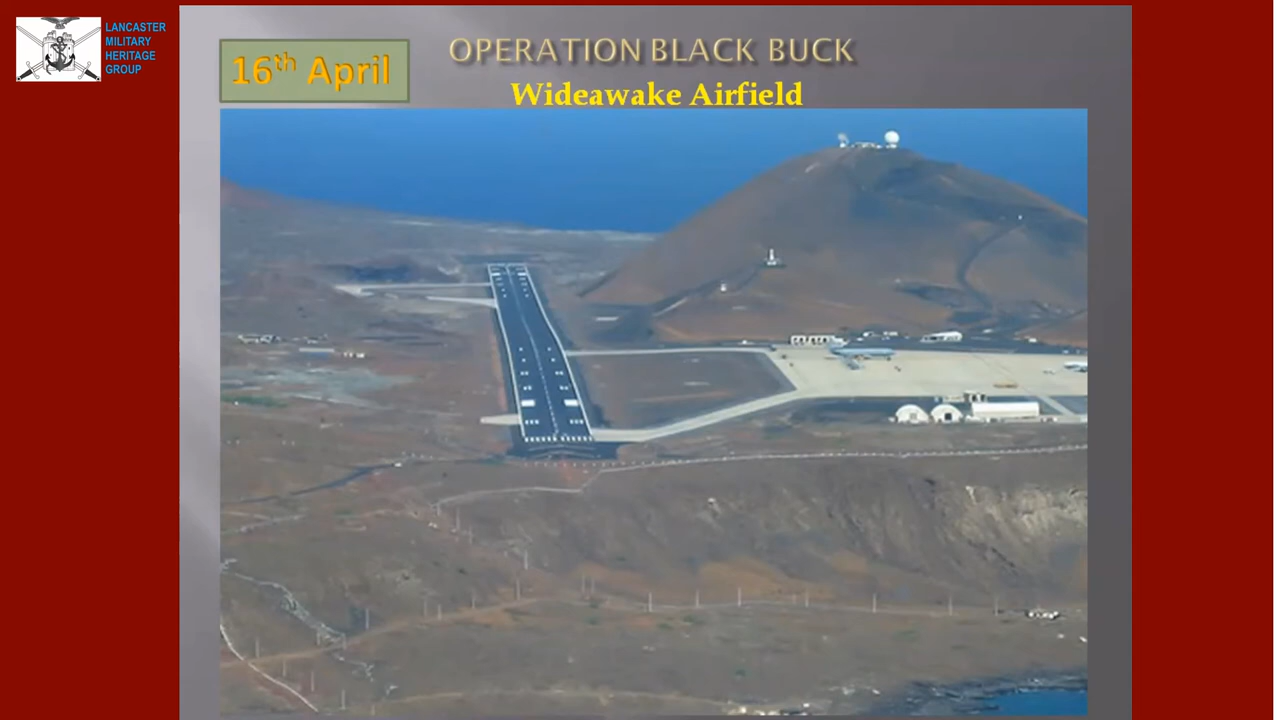 LANCASTER
MILITARY
HERITAGE
GROUP
16th April
OPERATION BLACK BUCK
Wideawake Airfield